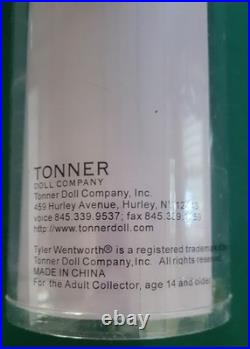 TONNER
DOLL COMPANY
Tonner Doll Company, Inc.
459 Hurley Avenue, Hurley, NY
voice 845.339.9537; fax 845.339.
http://www.tonnerdoll.com
Tyler Wentworth® is a registered trademark
Tonner Doll Company, Inc. All rights reserved.
MADE IN CHINA
For the Adult Collector, age 14 and older